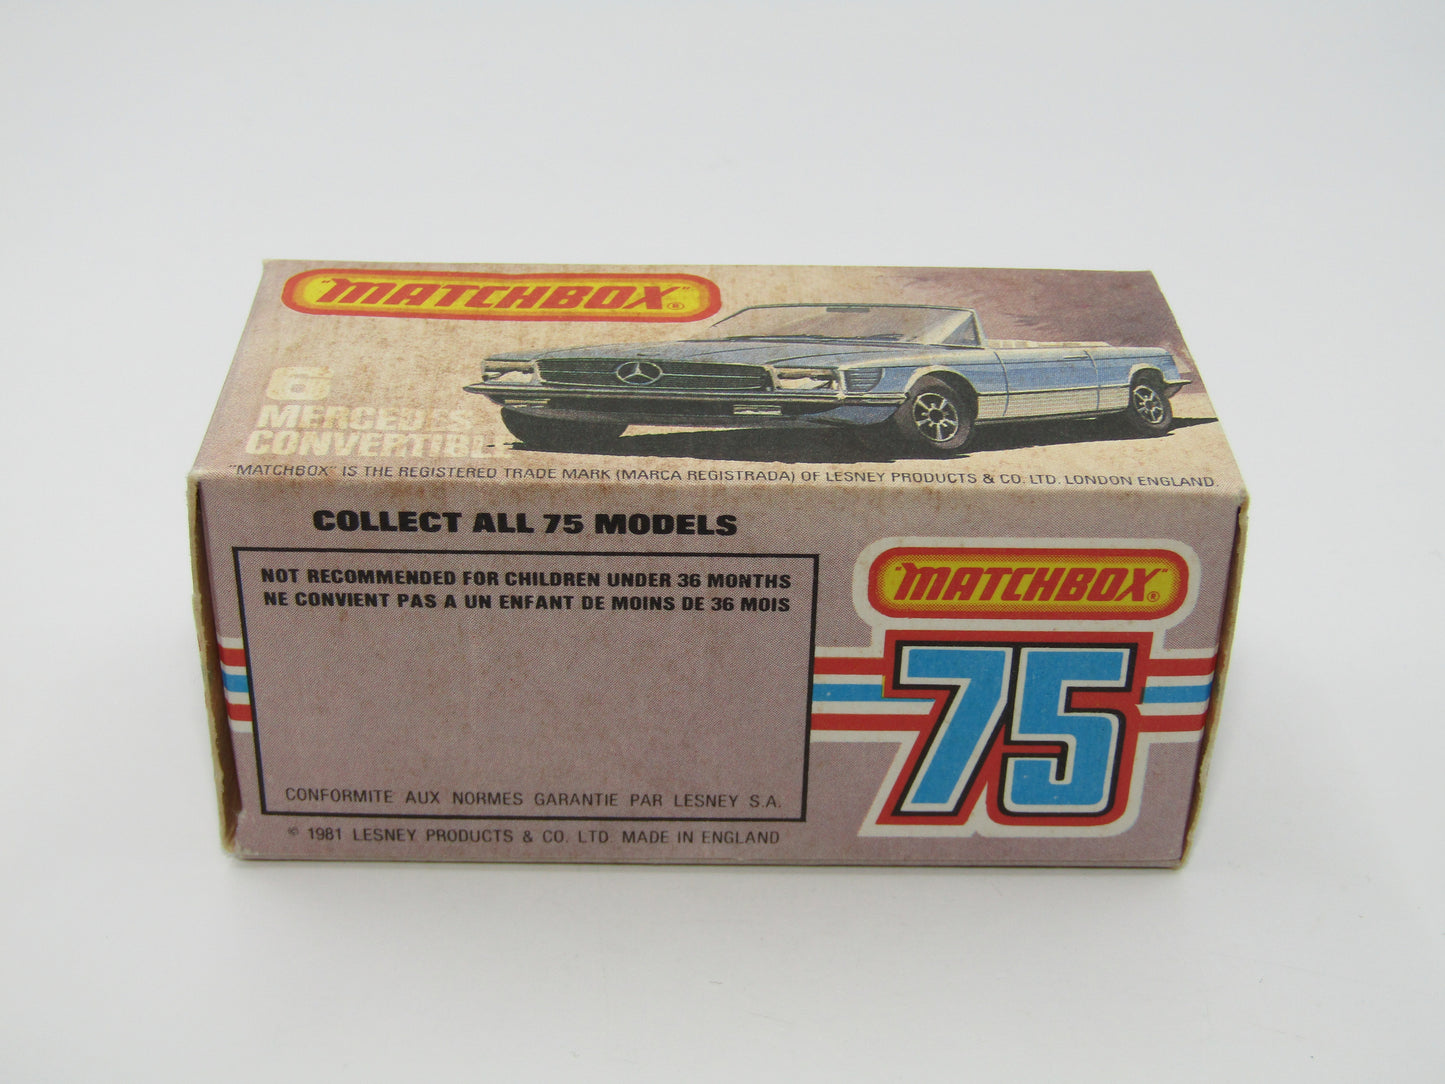 "MATCHBOX"®
6
MERCEDES
CONVERTIBLE
"MATCHBOX" IS THE REGISTERED TRADE MARK (MARCA REGISTRADA) OF LESNEY PRODUCTS & CO. LTD. LONDON ENGLAND.
COLLECT ALL 75 MODELS
NOT RECOMMENDED FOR CHILDREN UNDER 36 MONTHS
NE CONVIENT PAS A UN ENFANT DE MOINS DE 36 MOIS
CONFORMITE AUX NORMES GARANTIE PAR LESNEY S.A.
© 1981 LESNEY PRODUCTS & CO. LTD. MADE IN ENGLAND
"MATCHBOX"®
75